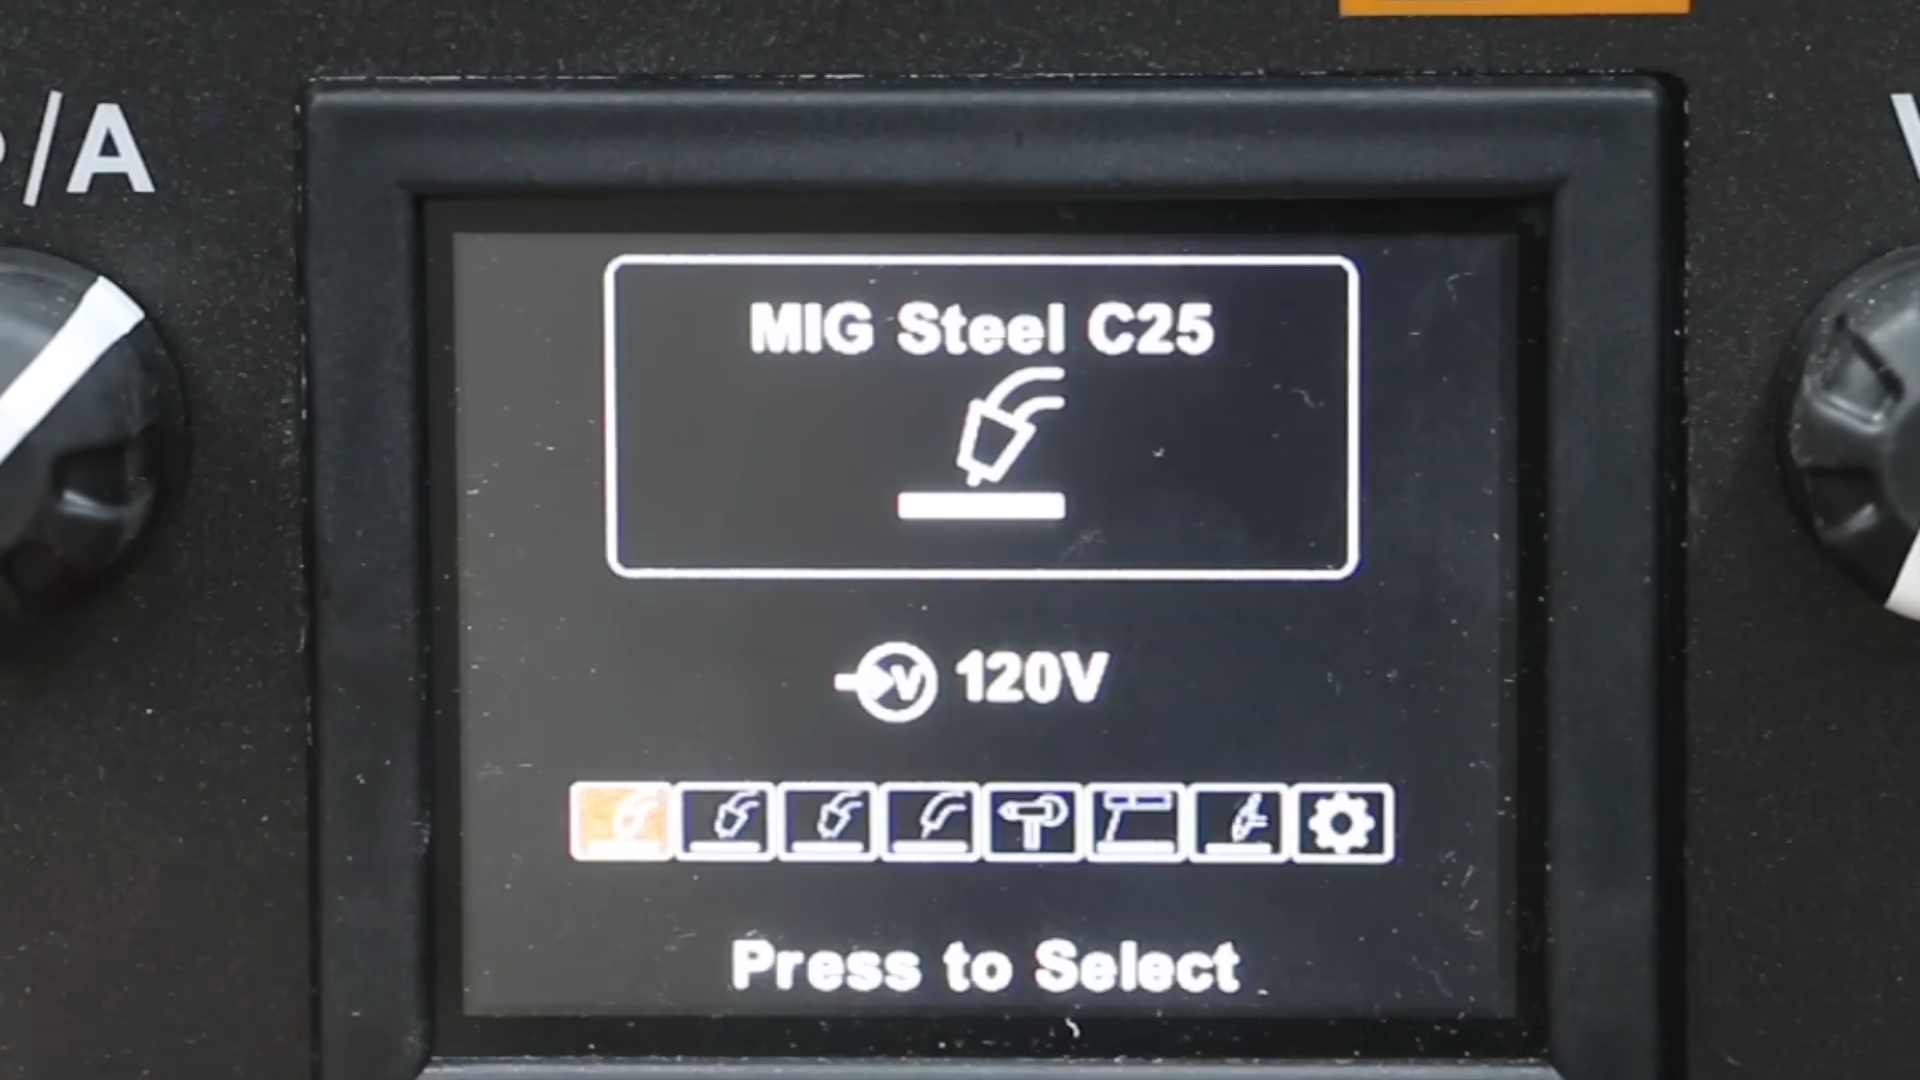 /A
V
MIG Steel C25
V 120V
Press to Select